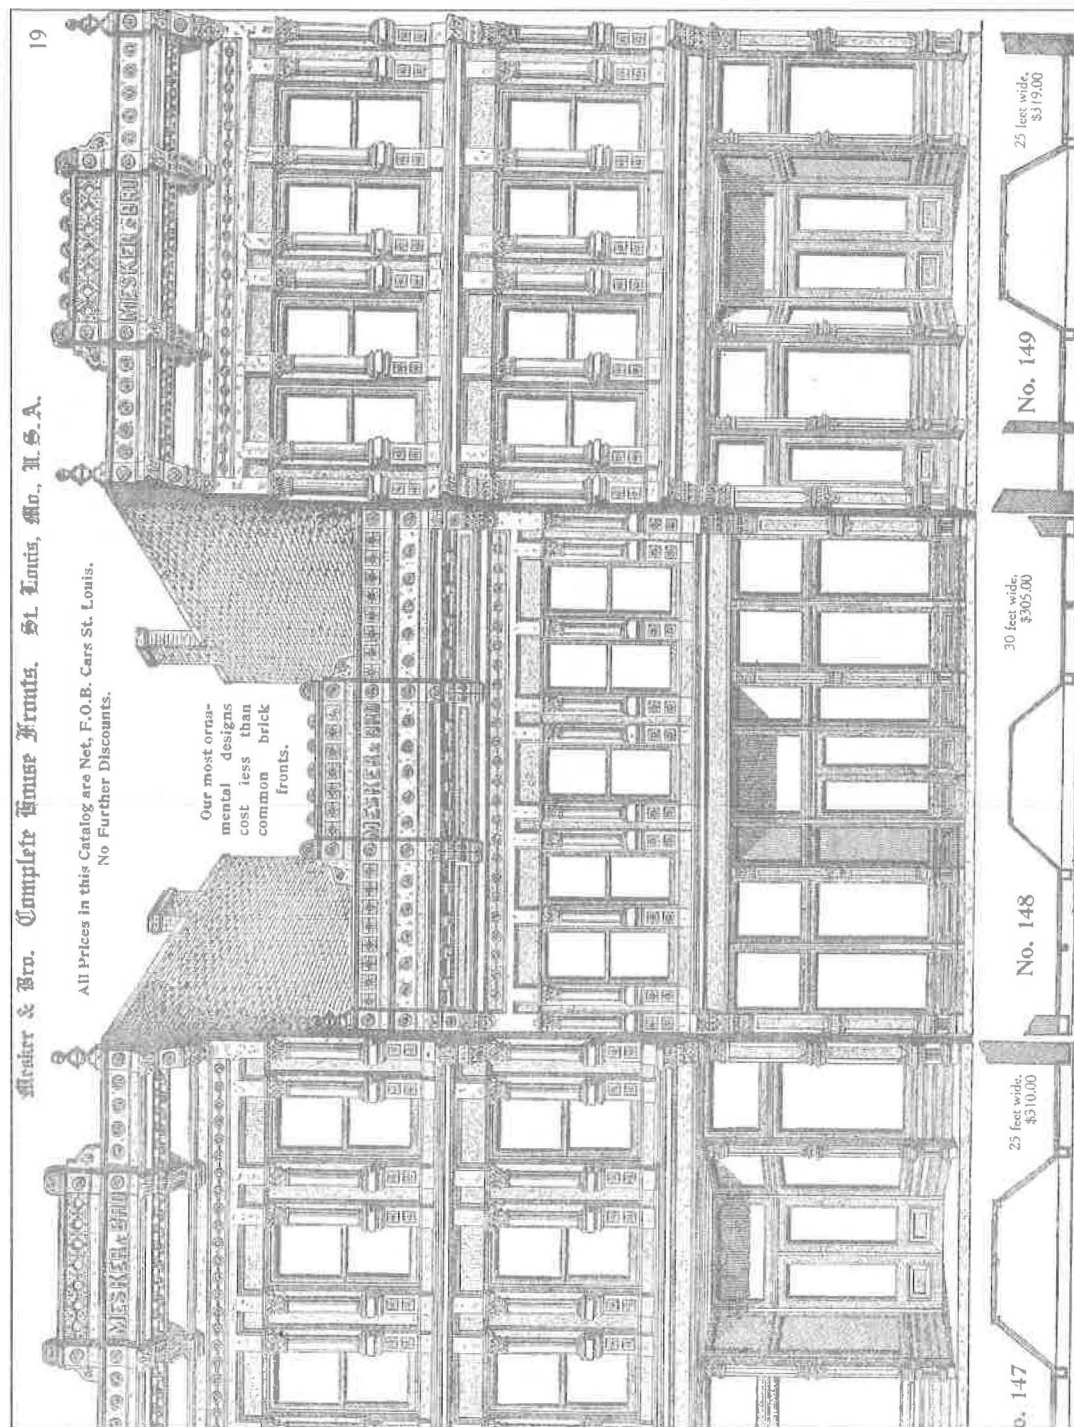 Mesker & Bro. Complete House Fronts. St. Louis, Mo., U.S.A.
19
All Prices in this Catalog are Net, F.O.B. Cars St. Louis.
No Further Discounts.
Our most orna-
mental designs
cost less than
common brick
fronts.
MESKER & BRO
MESKER & BRO
MESKER & BRO
25 feet wide,
$310.00
30 feet wide,
$305.00
25 feet wide,
$319.00
o. 147
No. 148
No. 149